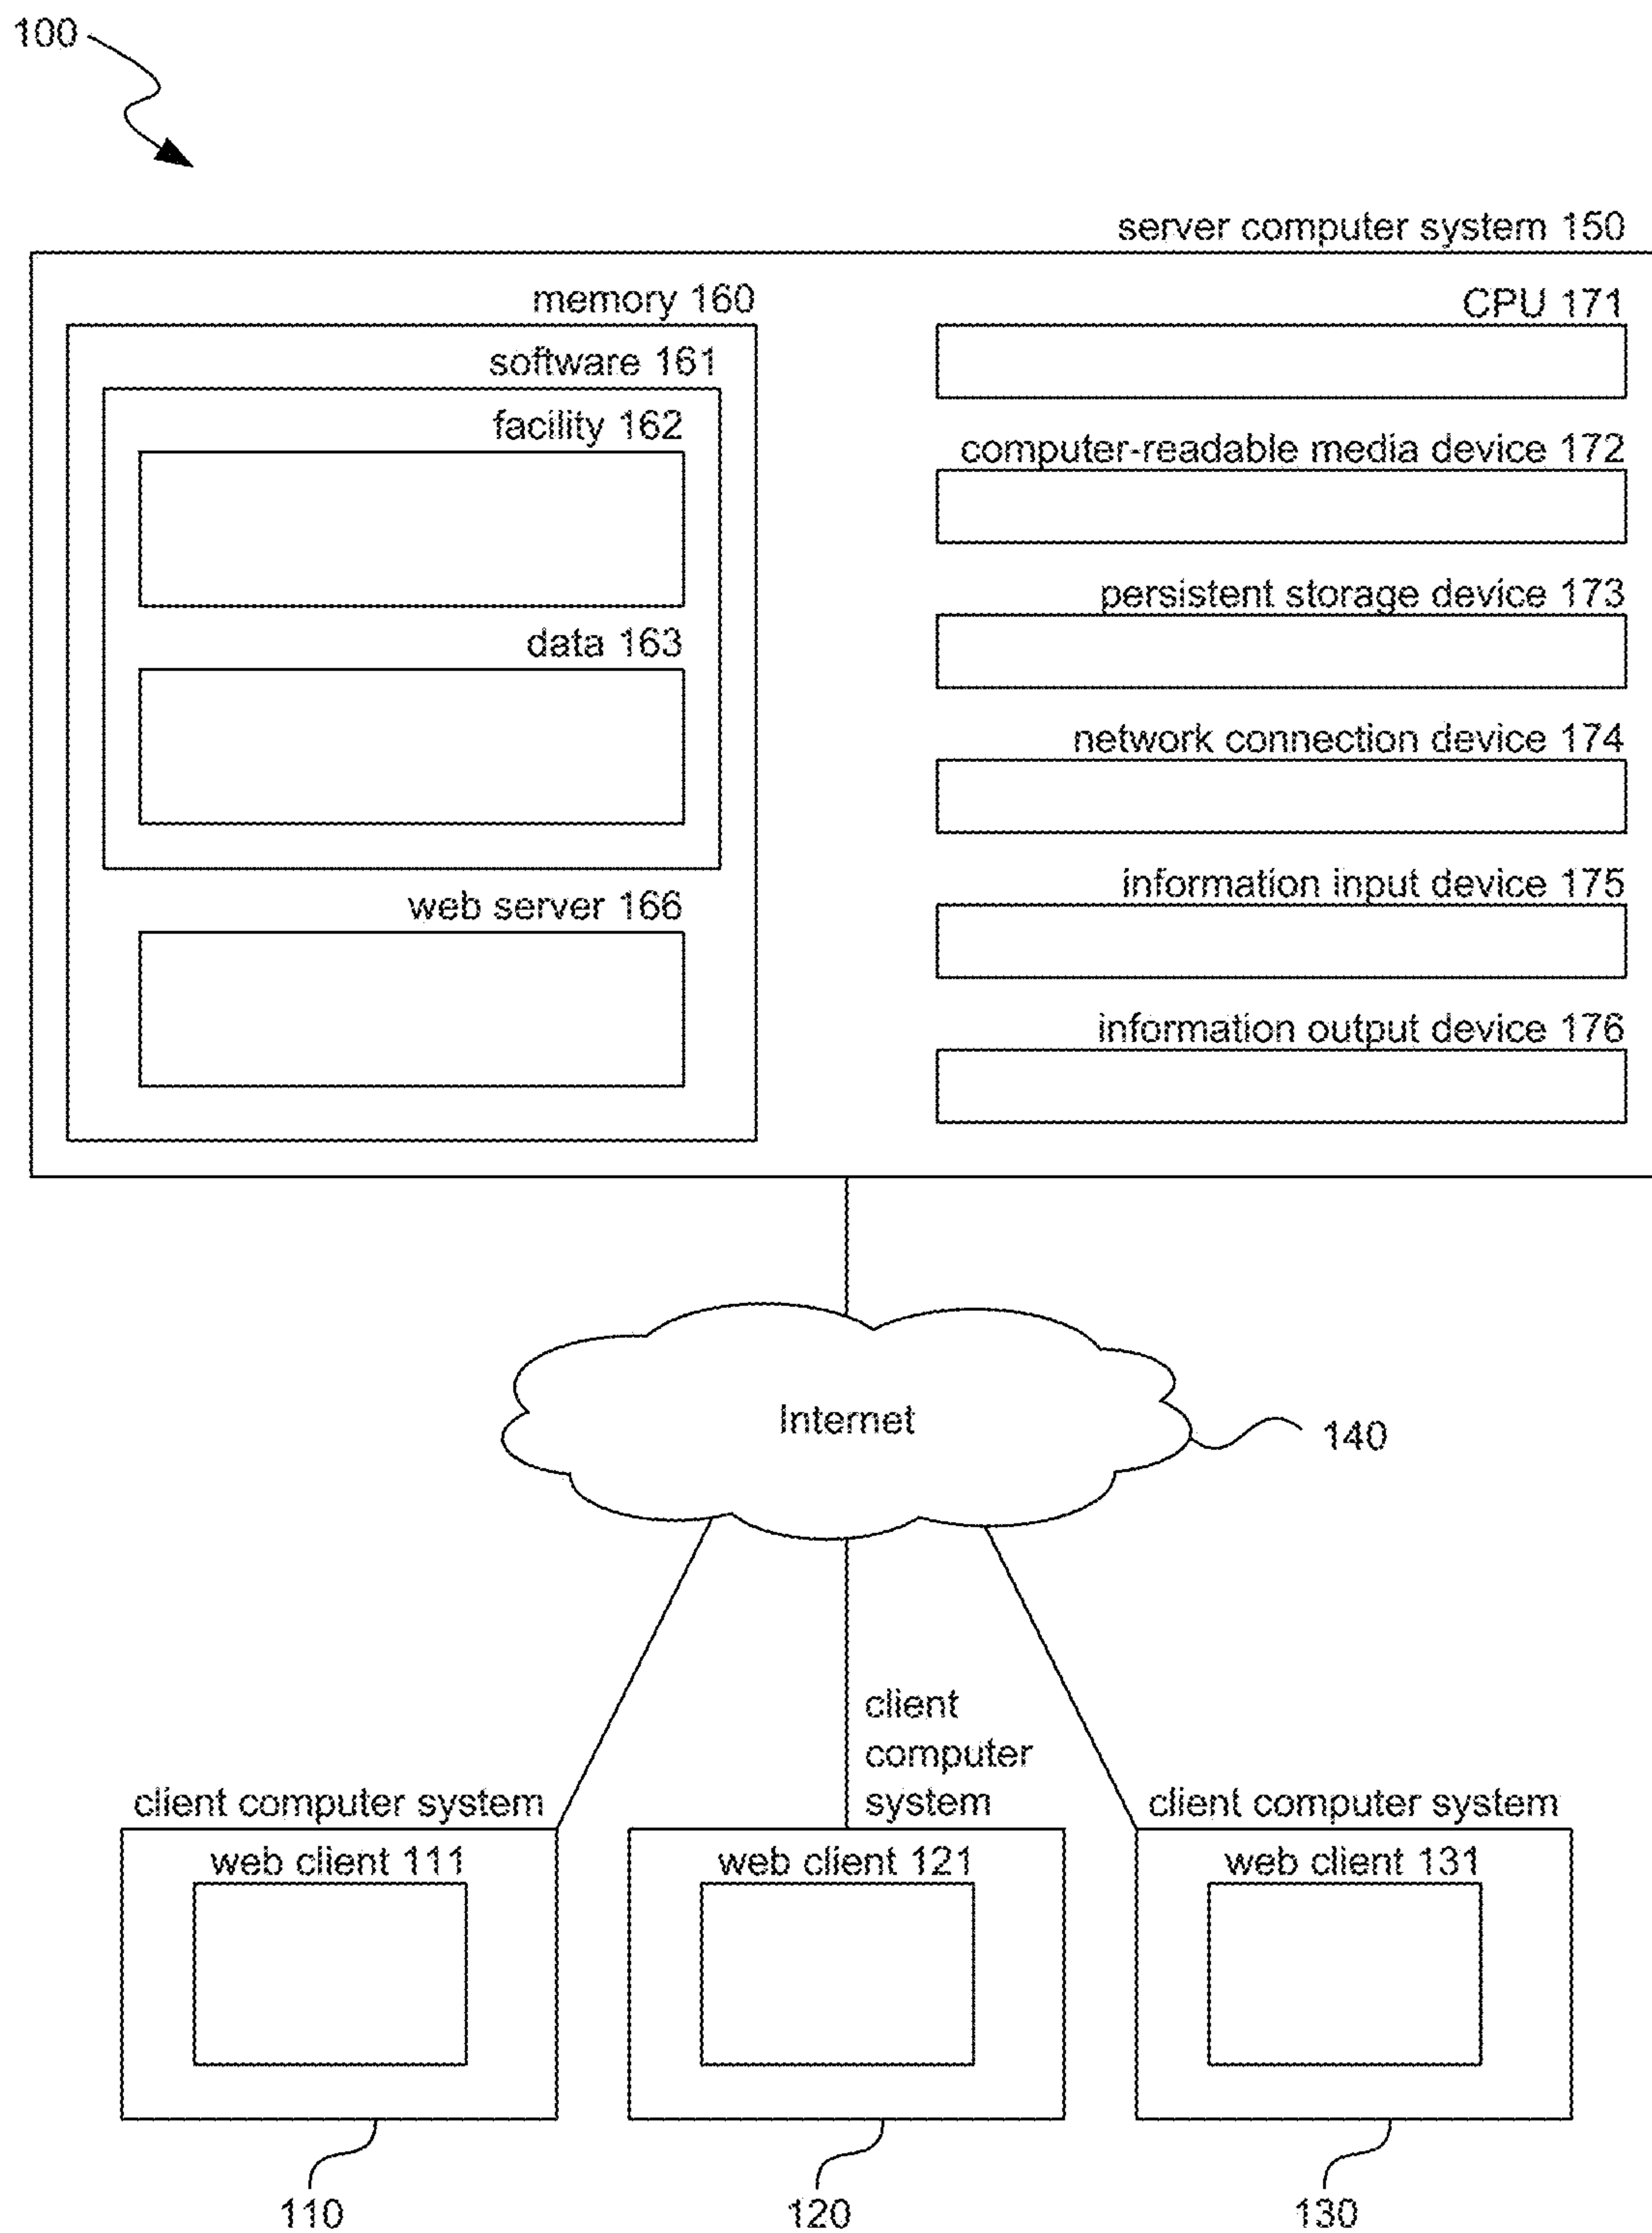 100
server computer system 150
memory 160
software 161
facility 162
data 163
web server 166
CPU 171
computer-readable media device 172
persistent storage device 173
network connection device 174
information input device 175
information output device 176
Internet
140
client computer system
web client 111
110
client
computer
system
web client 121
120
client computer system
web client 131
130